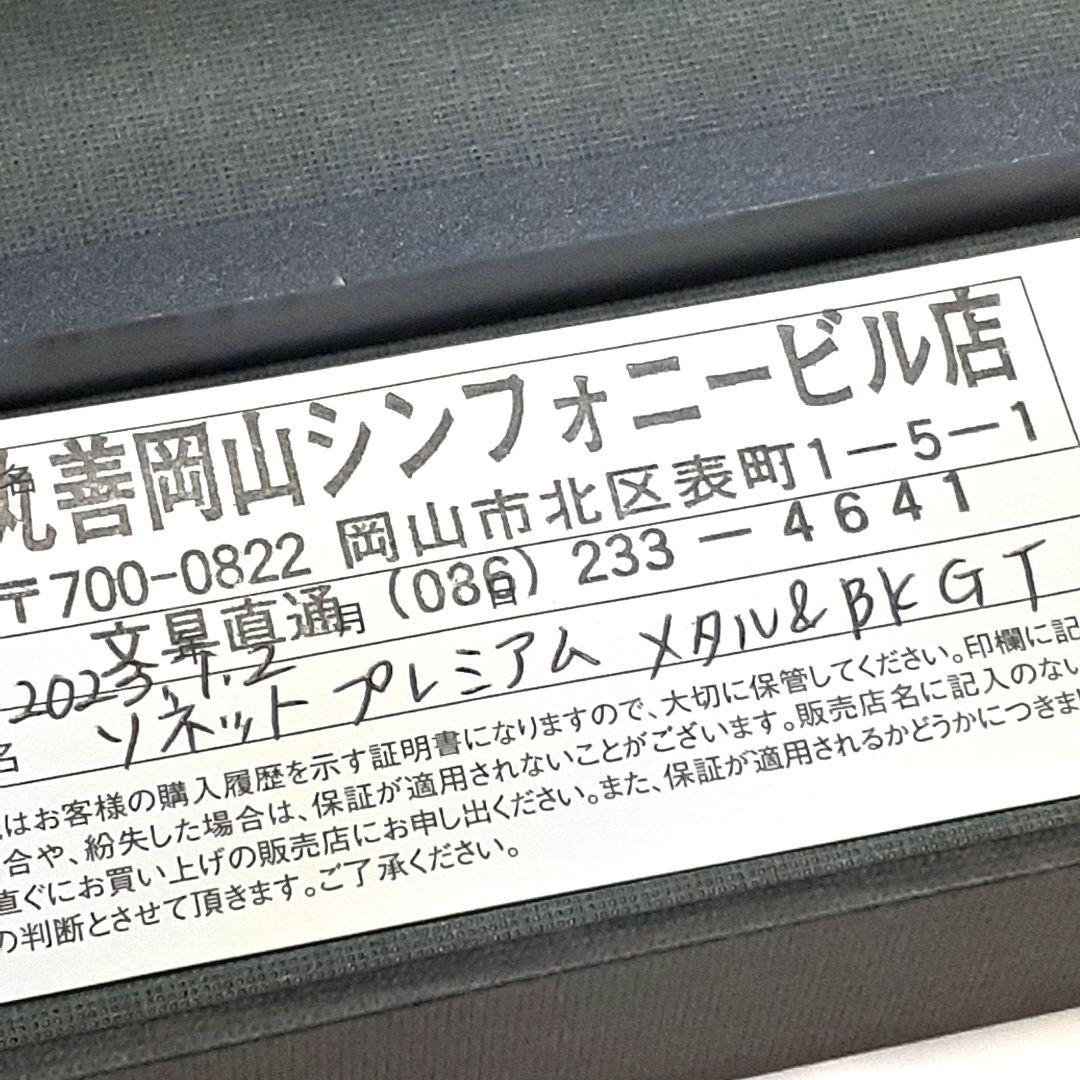 丸善岡山シンフォニービル店
〒700-0822 岡山市北区表町1-5-1
文具直通 (086) 233-4641
2023.1.2 月 日
名 ソネット プレミアム メタル&BK GT
はお客様の購入履歴を示す証明書になりますので、大切に保管してください。印欄に記
合や、紛失した場合は、保証が適用されないことがございます。販売店名に記入のない
直ぐにお買い上げの販売店にお申し出ください。また、保証が適用されるかどうかにつきま
の判断とさせて頂きます。ご了承ください。